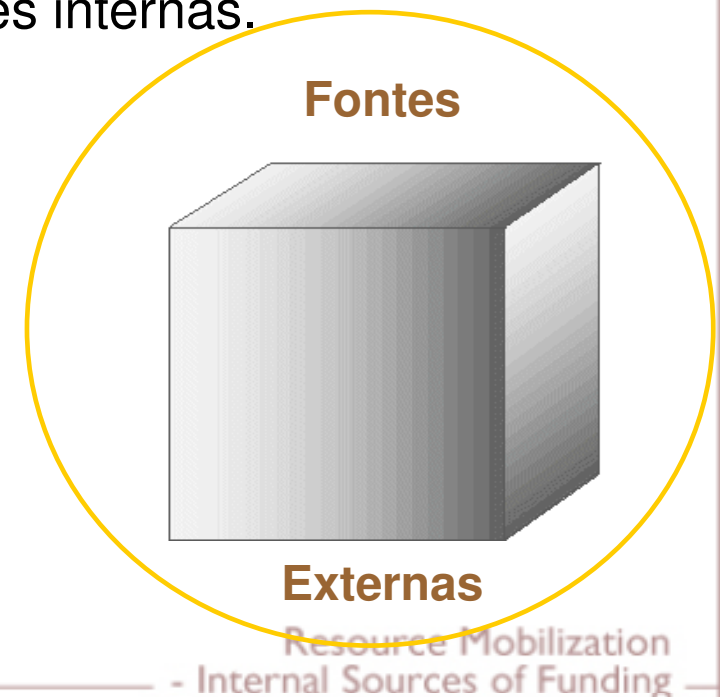 es internas.
Fontes
Externas
Resource Mobilization
- Internal Sources of Funding